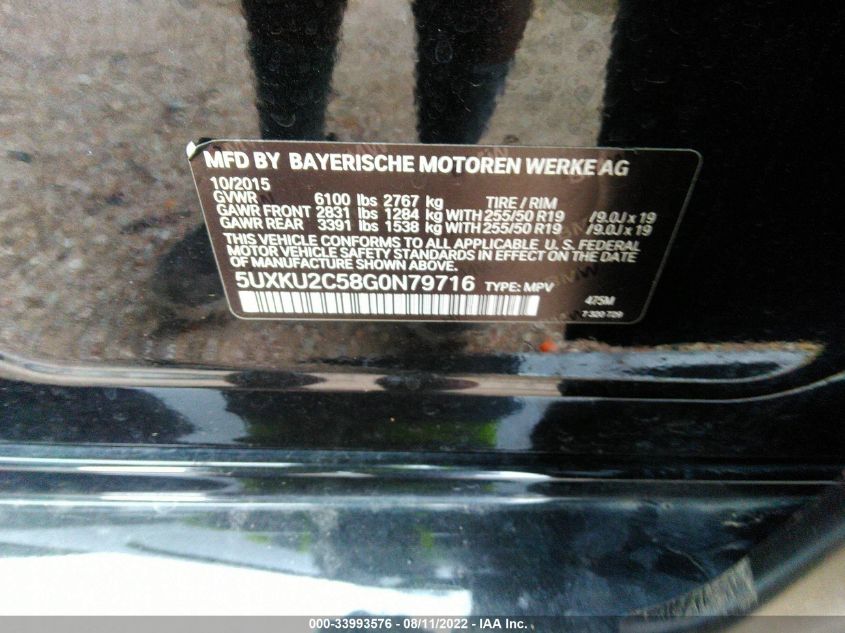 MFD BY BAYERISCHE MOTOREN WERKE AG
10/2015
GVWR 6100 lbs 2767 kg TIRE / RIM
GAWR FRONT 2831 lbs 1284 kg WITH 255/50 R19 /9.0J x 19
GAWR REAR 3391 lbs 1538 kg WITH 255/50 R19 /9.0J x 19
THIS VEHICLE CONFORMS TO ALL APPLICABLE U. S. FEDERAL
MOTOR VEHICLE SAFETY STANDARDS IN EFFECT ON THE DATE
OF MANUFACTURE SHOWN ABOVE.
5UXKU2C58G0N79716 TYPE: MPV
475M
7 320 729
000-33993576 - 08/11/2022 - IAA Inc.